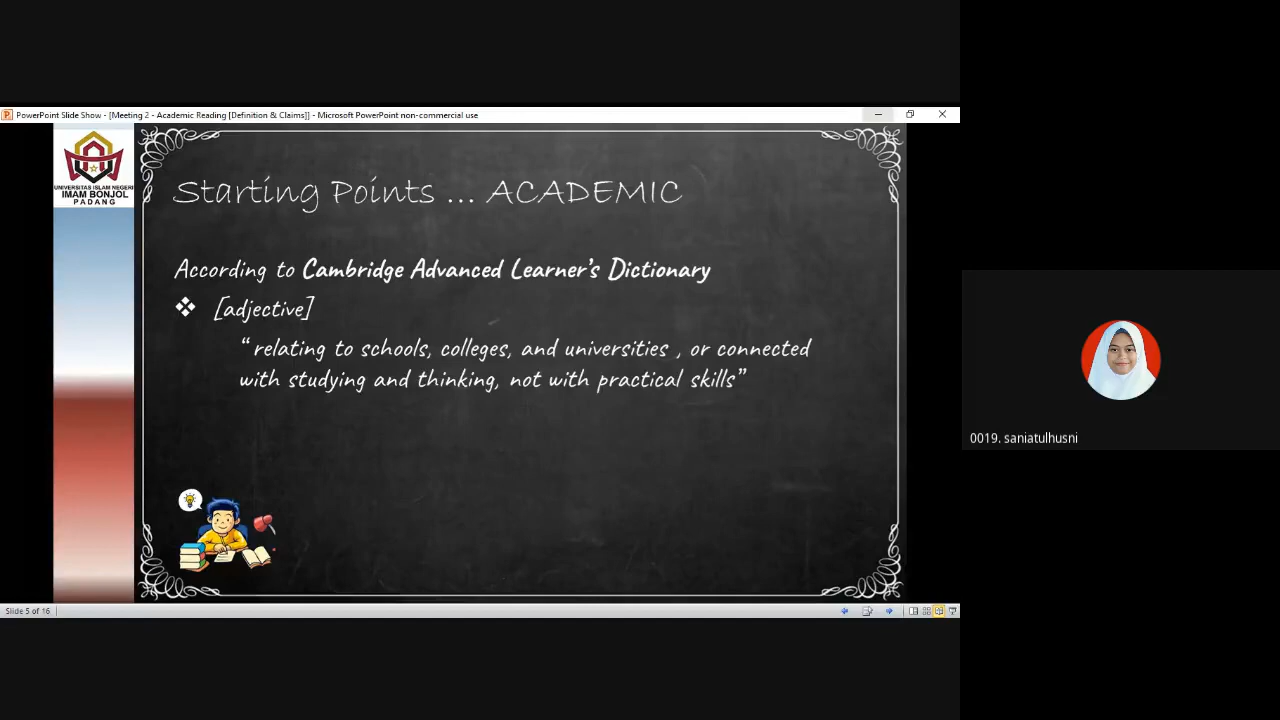 PowerPoint Slide Show - [Meeting 2 - Academic Reading [Definition & Claims]] - Microsoft PowerPoint non-commercial use
UNIVERSITAS ISLAM NEGERI
IMAM BONJOL
PADANG
Starting Points ... ACADEMIC
According to Cambridge Advanced Learner's Dictionary
❖ [adjective]
“ relating to schools, colleges, and universities , or connected
with studying and thinking, not with practical skills”
0019. saniatulhusni
Slide 5 of 16